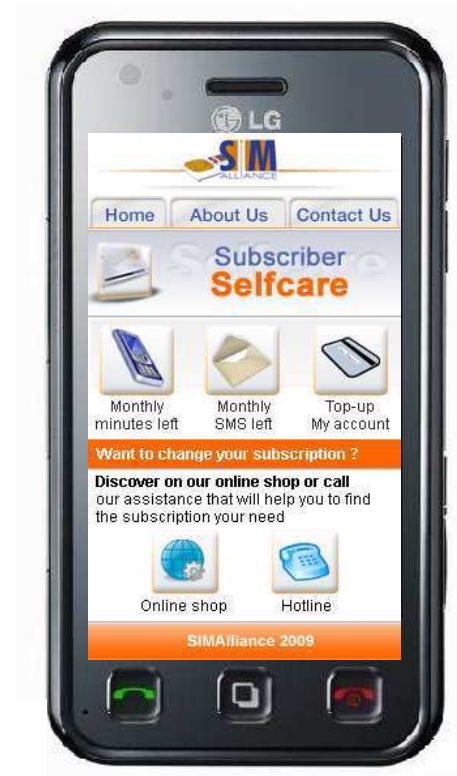 LG
SIM
ALLIANCE
Home About Us Contact Us
Subscriber
Selfcare
Monthly
minutes left
Monthly
SMS left
Top-up
My account
Want to change your subscription ?
Discover on our online shop or call
our assistance that will help you to find
the subscription your need
Online shop Hotline
SIMAlliance 2009